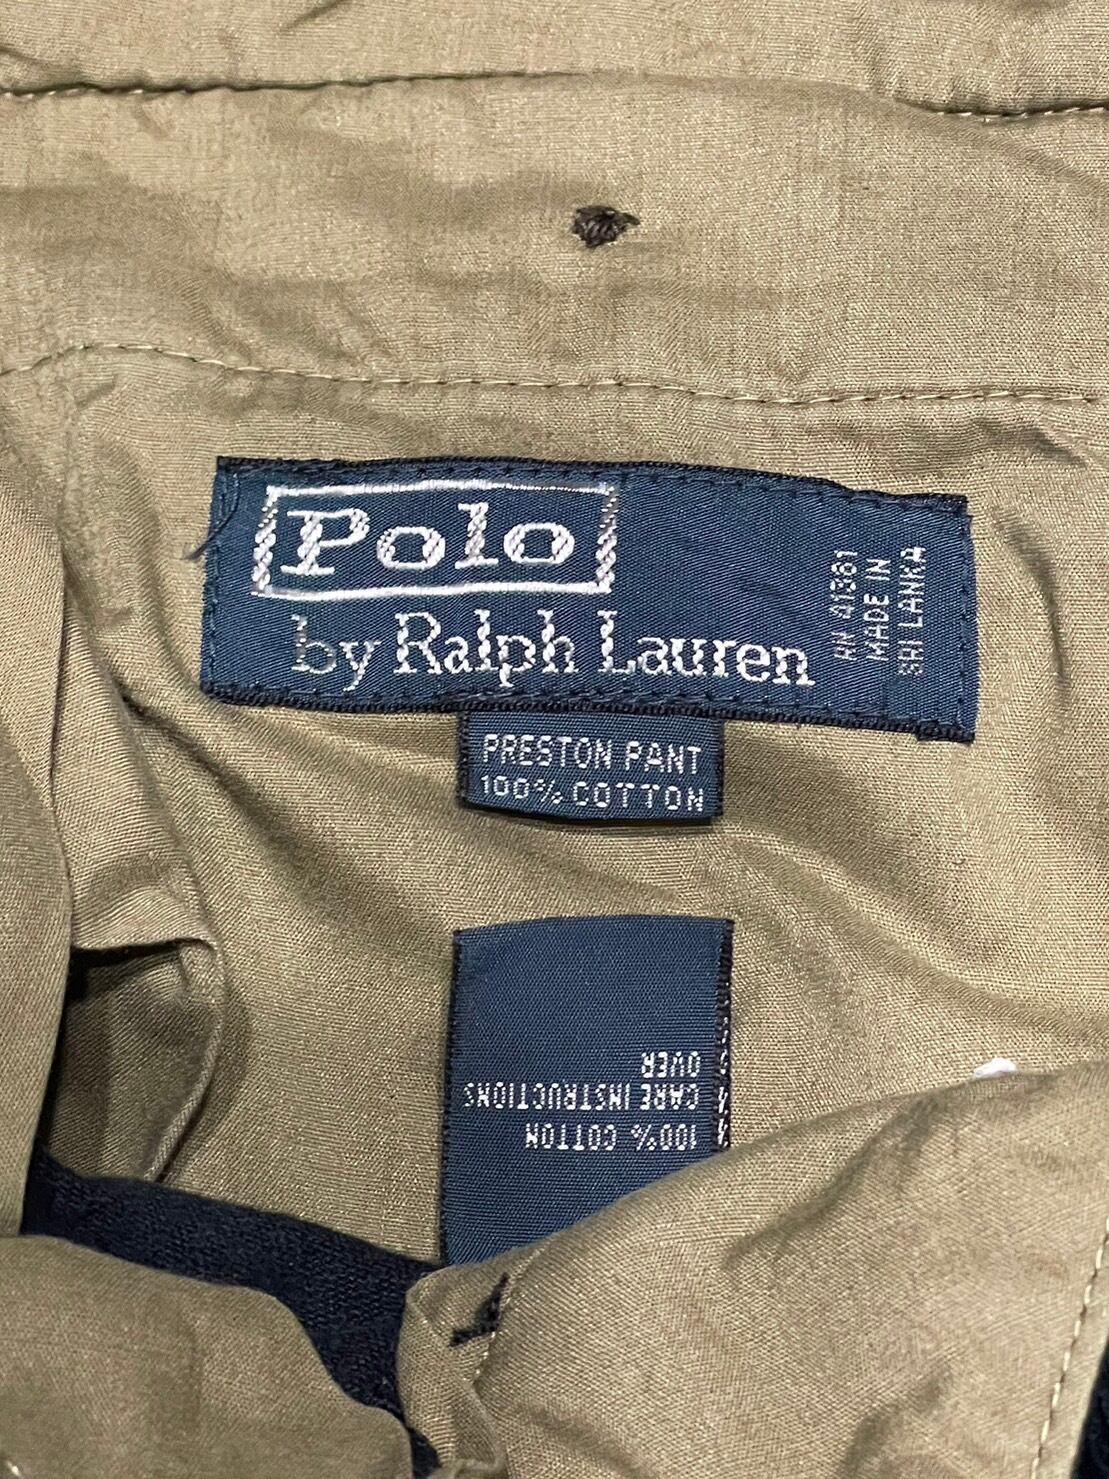 Polo
by Ralph Lauren
RN 41381
MADE IN
SRI LANKA
PRESTON PANT
100% COTTON
100% COTTON
CARE INSTRUCTIONS
OVER